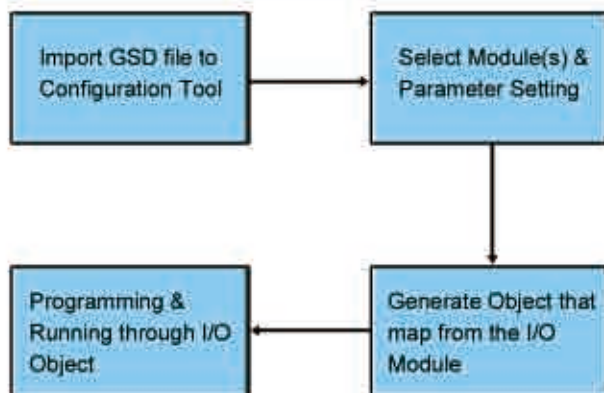 Import GSD file to
Configuration Tool
Select Module(s) &
Parameter Setting
Generate Object that
map from the I/O
Module
Programming &
Running through I/O
Object